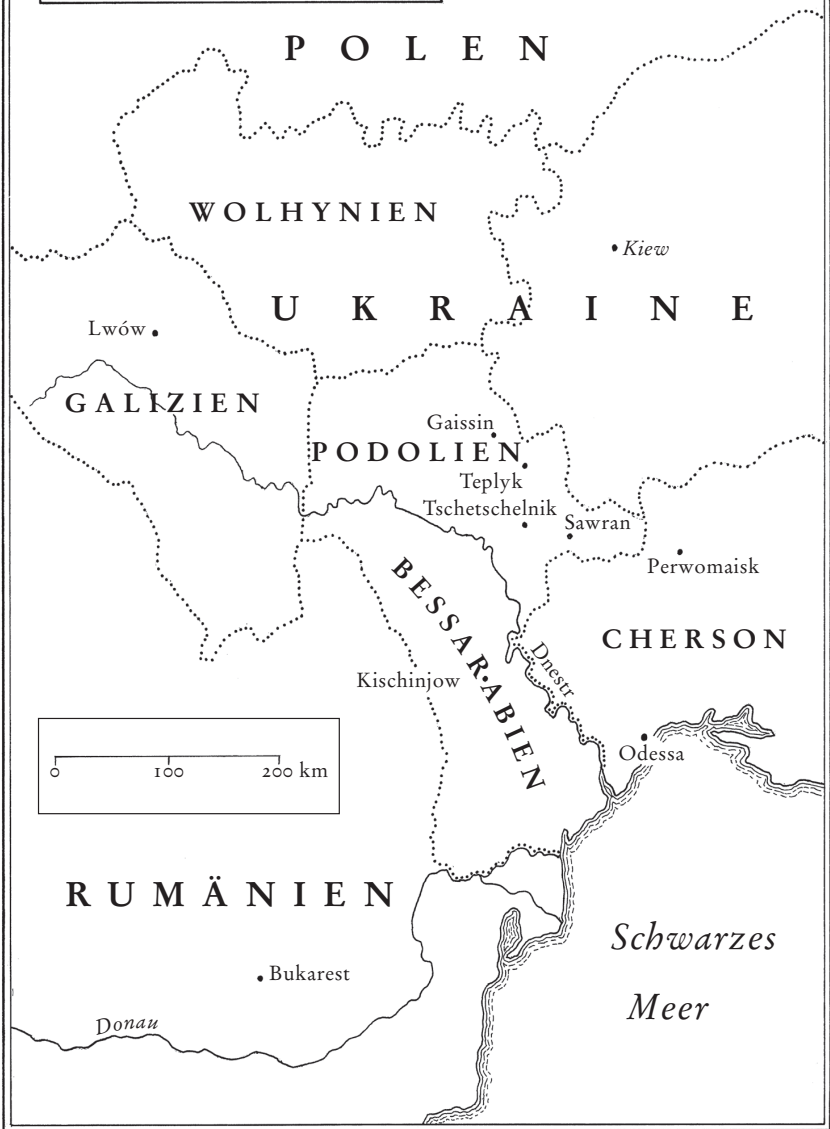 POLEN
WOLHYNIEN
Kiew
UKRAINE
Lwów
GALIZIEN
Gaissin
PODOLIEN
Teplyk
Tschetschelnik
Sawran
Perwomaisk
BESSARABIEN
CHERSON
Dnestr
Kischinjow
Odessa
0 100 200 km
RUMÄNIEN
Schwarzes
Meer
Bukarest
Donau